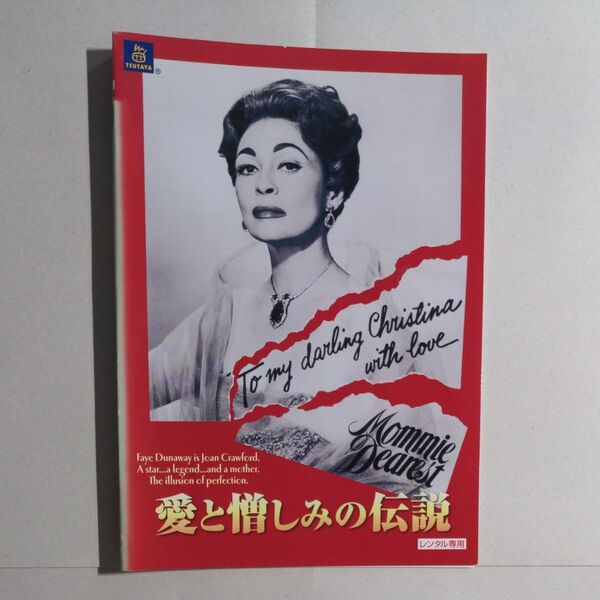 TSUTAYA
®
To my darling Christina
with love
Mommie
Dearest
Faye Dunaway is Joan Crawford.
A star...a legend...and a mother.
The illusion of perfection.
愛と憎しみの伝説
レンタル専用